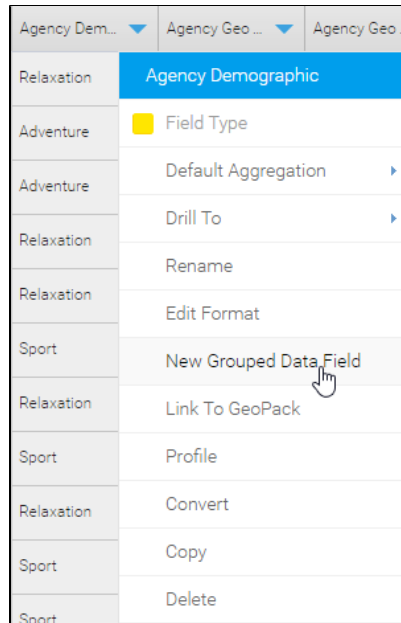 Agency Dem...
Agency Geo ...
Agency Geo
Relaxation
Adventure
Adventure
Relaxation
Relaxation
Sport
Relaxation
Sport
Relaxation
Sport
Sport
Agency Demographic
Field Type
Default Aggregation
Drill To
Rename
Edit Format
New Grouped Data Field
Link To GeoPack
Profile
Convert
Copy
Delete